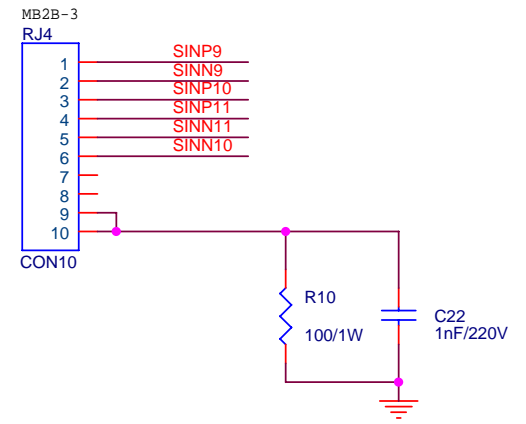 MB2B-3
RJ4
1 SINP9
2 SINN9
3 SINP10
4 SINP11
5 SINN11
6 SINN10
7
8
9
10
CON10
R10
100/1W
C22
1nF/220V